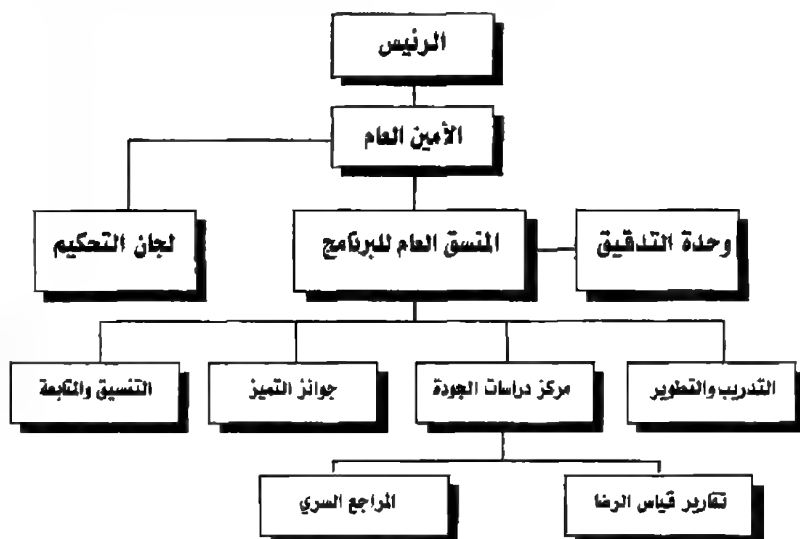 الرئيس
الأمين العام
وحدة التدقيق
المنسق العام للبرنامج
لجان التحكيم
التدريب والتطوير
مركز دراسات الجودة
جوائز التميز
التنسيق والمتابعة
تقارير قياس الرضا
المراجع السري